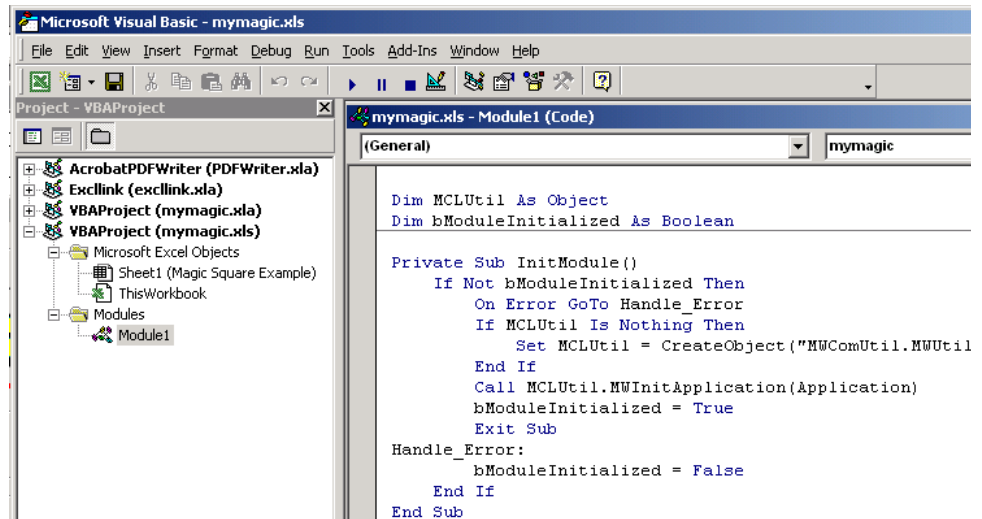 Microsoft Visual Basic - mymagic.xls
File Edit View Insert Format Debug Run Tools Add-Ins Window Help
Project - VBAProject
mymagic.xls - Module1 (Code)
(General)
mymagic
AcrobatPDFWriter (PDFWriter.xla)
Excllink (excllink.xla)
VBAProject (mymagic.xla)
VBAProject (mymagic.xls)
Microsoft Excel Objects
Sheet1 (Magic Square Example)
ThisWorkbook
Modules
Module1
Dim MCLUtil As Object
Dim bModuleInitialized As Boolean
Private Sub InitModule()
If Not bModuleInitialized Then
On Error GoTo Handle_Error
If MCLUtil Is Nothing Then
Set MCLUtil = CreateObject("MWComUtil.MWUtil
End If
Call MCLUtil.MWInitApplication(Application)
bModuleInitialized = True
Exit Sub
Handle_Error:
bModuleInitialized = False
End If
End Sub